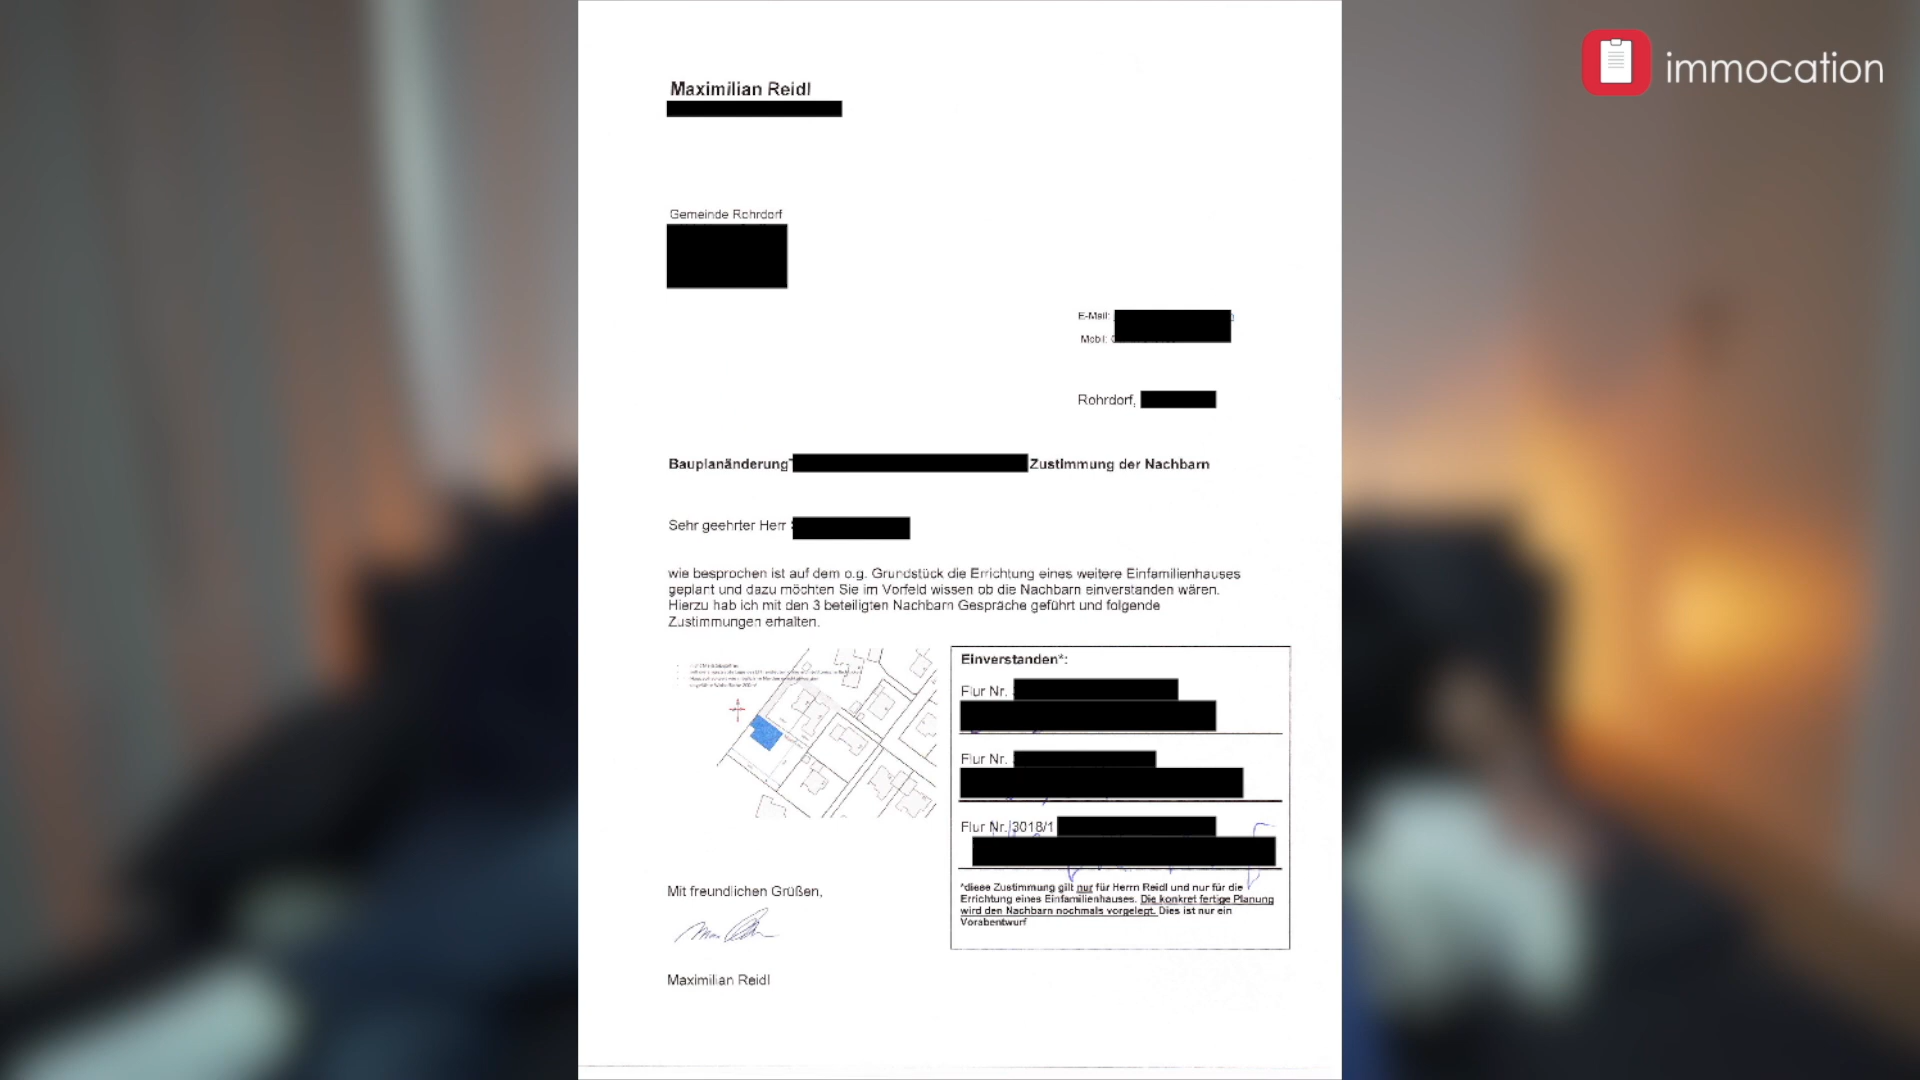 immocation
Maximilian Reidl
Gemeinde Rohrdorf
E-Mail:
Mobil:
Rohrdorf,
Bauplanänderung Zustimmung der Nachbarn
Sehr geehrter Herr
wie besprochen ist auf dem o.g. Grundstück die Errichtung eines weitere Einfamilienhauses
geplant und dazu möchten Sie im Vorfeld wissen ob die Nachbarn einverstanden wären.
Hierzu hab ich mit den 3 beteiligten Nachbarn Gespräche geführt und folgende
Zustimmungen erhalten.
Einverstanden*:
Flur Nr.
Flur Nr.
Flur Nr. 3018/1
*diese Zustimmung gilt nur für Herrn Reidl und nur für die
Errichtung eines Einfamilienhauses. Die konkret fertige Planung
wird den Nachbarn nochmals vorgelegt. Dies ist nur ein
Vorabentwurf
Mit freundlichen Grüßen,
Maximilian Reidl